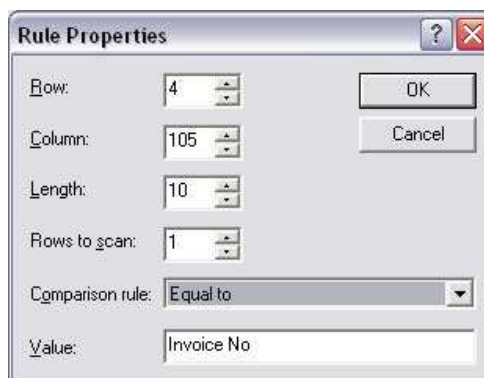 Rule Properties
Row: 4 OK
Column: 105 Cancel
Length: 10
Rows to scan: 1
Comparison rule: Equal to
Value: Invoice No